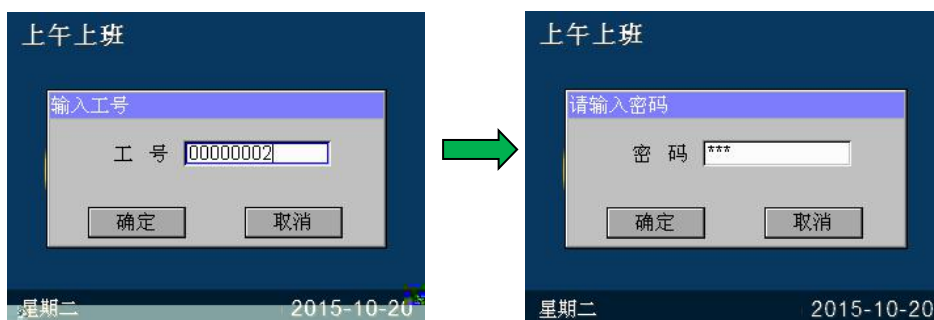 上午上班
输入工号
工 号 00000002
确定 取消
星期二 2015-10-20
上午上班
请输入密码
密 码 ***
确定 取消
星期二 2015-10-20